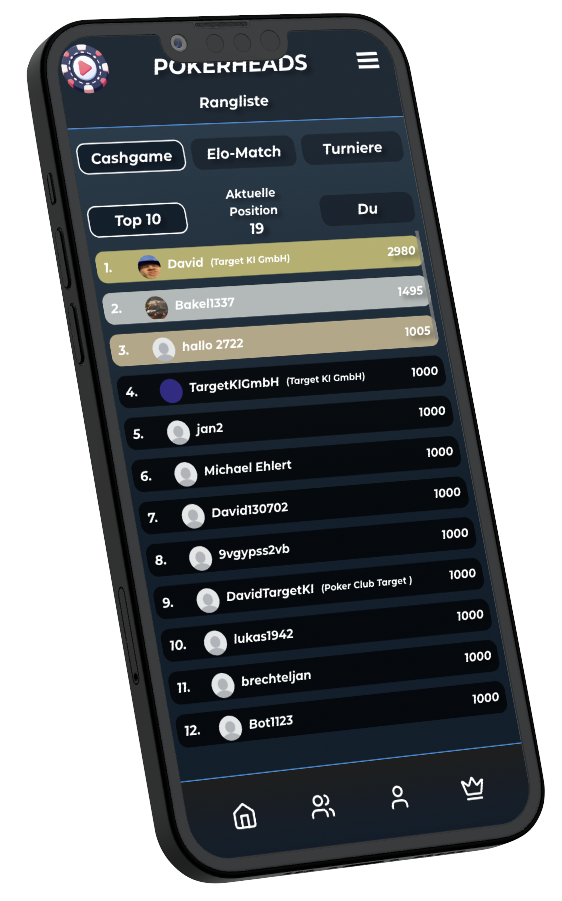 POKERHEADS
Rangliste
Cashgame Elo-Match Turniere
Aktuelle
Position
Top 10 19 Du
1. David (Target KI GmbH) 2980
2. Bakel1337 1495
3. hallo 2722 1005
4. TargetKIGmbH (Target KI GmbH) 1000
5. jan2 1000
6. Michael Ehlert 1000
7. David130702 1000
8. 9vgypss2vb 1000
9. DavidTargetKI (Poker Club Target ) 1000
10. lukas1942 1000
11. brechteljan 1000
12. Bot1123 1000